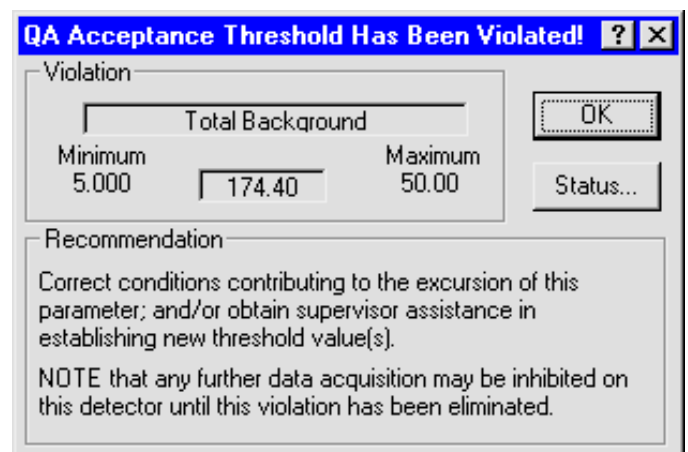 QA Acceptance Threshold Has Been Violated! ? ×
Violation
Total Background
OK
Minimum Maximum
5.000 174.40 50.00
Status...
Recommendation
Correct conditions contributing to the excursion of this
parameter; and/or obtain supervisor assistance in
establishing new threshold value(s).
NOTE that any further data acquisition may be inhibited on
this detector until this violation has been eliminated.